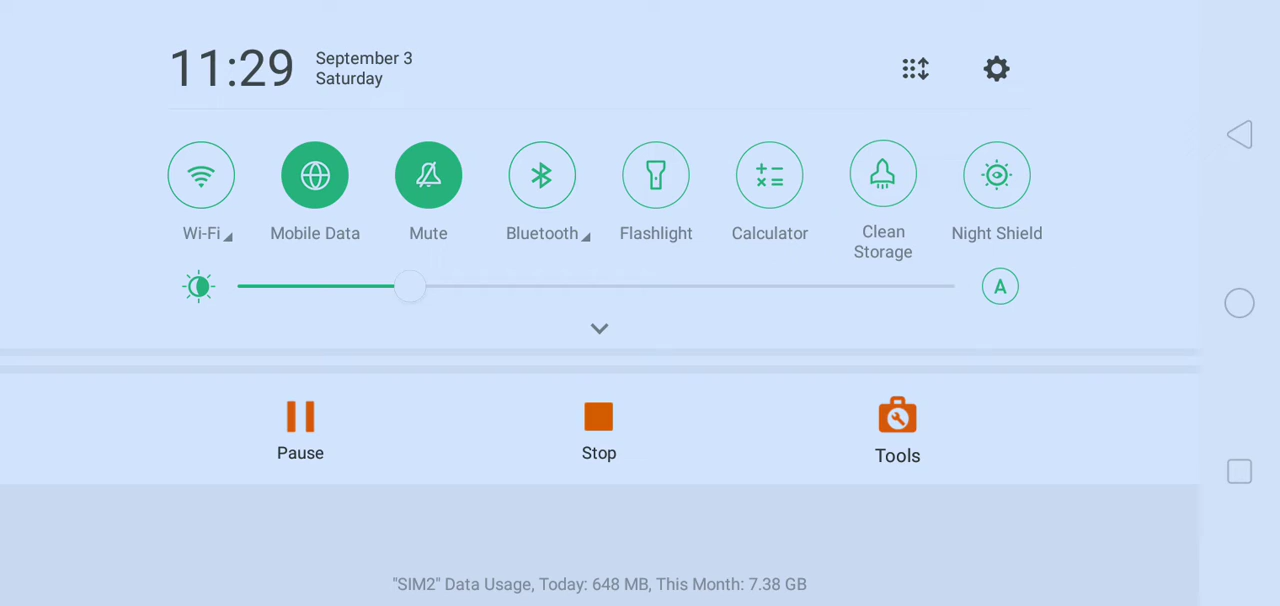 11:29
September 3
Saturday
Wi-Fi
Mobile Data
Mute
Bluetooth
Flashlight
Calculator
Clean
Storage
Night Shield
A
Pause
Stop
Tools
"SIM2" Data Usage, Today: 648 MB, This Month: 7.38 GB